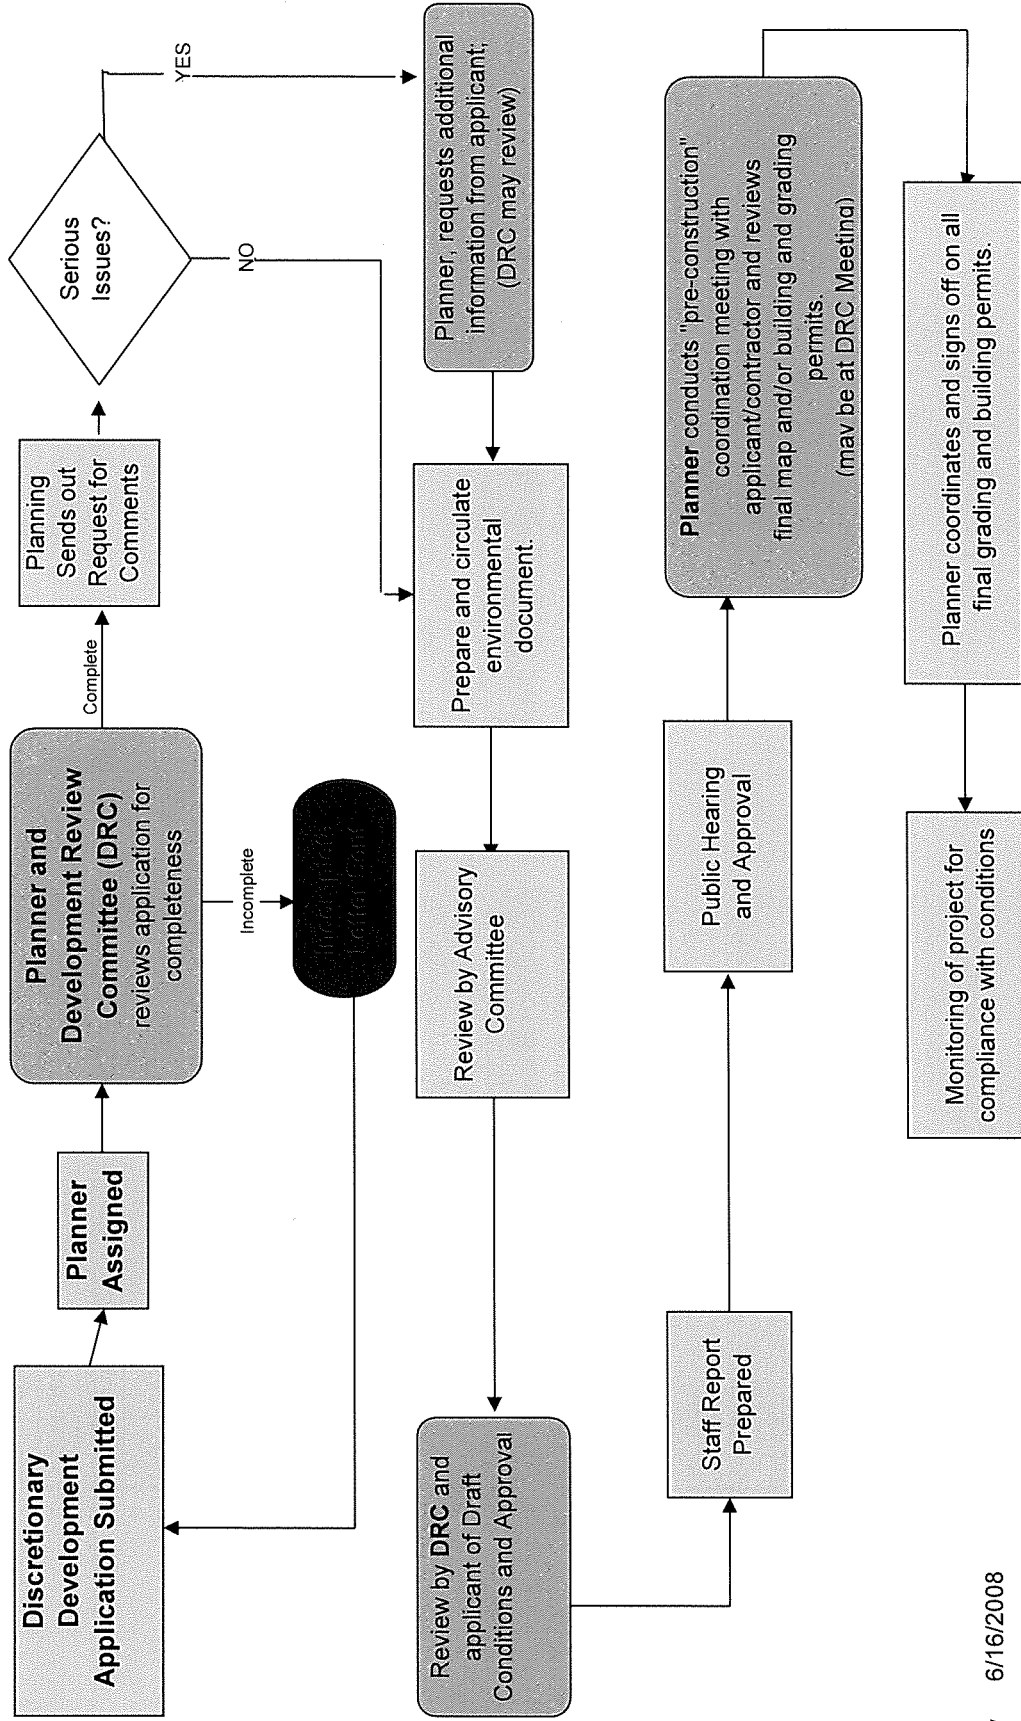 Discretionary
Development
Application Submitted
Planner
Assigned
Planner and
Development Review
Committee (DRC)
reviews application for
completeness
Complete
Incomplete
Planning
Sends out
Request for
Comments
Serious
Issues?
YES
NO
Planner, requests additional
information from applicant;
(DRC may review)
Prepare and circulate
environmental
document.
Review by Advisory
Committee
Review by DRC and
applicant of Draft
Conditions and Approval
Staff Report
Prepared
Public Hearing
and Approval
Planner conducts "pre-construction"
coordination meeting with
applicant/contractor and reviews
final map and/or building and grading
permits.
(may be at DRC Meeting)
Planner coordinates and signs off on all
final grading and building permits.
Monitoring of project for
compliance with conditions
6/16/2008